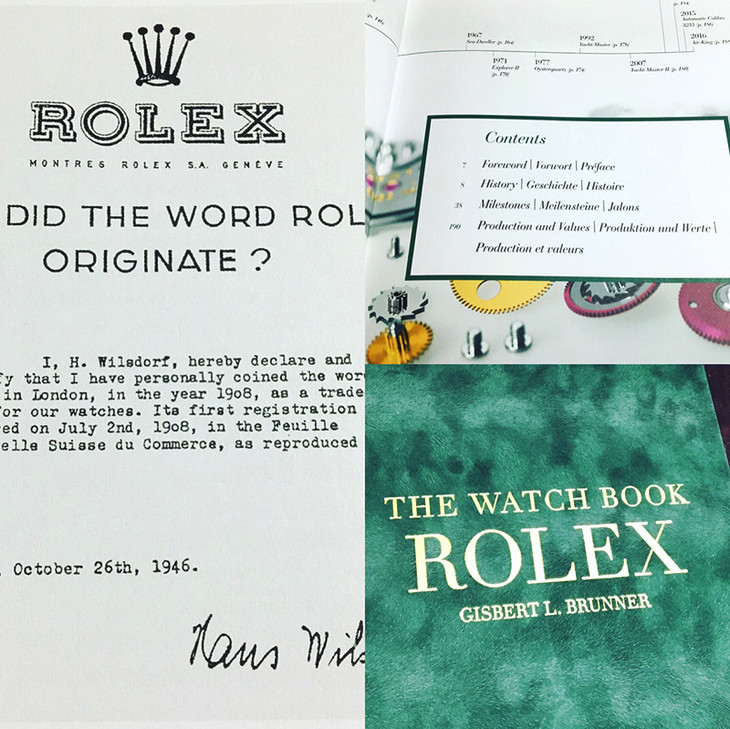 ROLEX
MONTRES ROLEX S.A. GENÈVE
DID THE WORD ROL
ORIGINATE ?
I, H. Wilsdorf, hereby declare and
fy that I have personally coined the wor
in London, in the year 1908, as a trade
for our watches. Its first registration
ed on July 2nd, 1908, in the Feuille
elle Suisse du Commerce, as reproduced
October 26th, 1946.
Hans Wils
1967
Sea-Dweller (p. 164)
1971
Explorer II
(p. 170)
1977
Oysterquartz (p. 174)
1992
Yacht-Master (p. 178)
2007
Yacht-Master II (p. 180)
2015
Automatic Calibre
3235 (p. 186)
2016
Air-King (p. 188)
Contents
7 Foreword | Vorwort | Préface
8 History | Geschichte | Histoire
38 Milestones | Meilensteine | Jalons
190 Production and Values \ Produktion und Werte \
Production et valeurs
THE WATCH BOOK
ROLEX
GISBERT L. BRUNNER